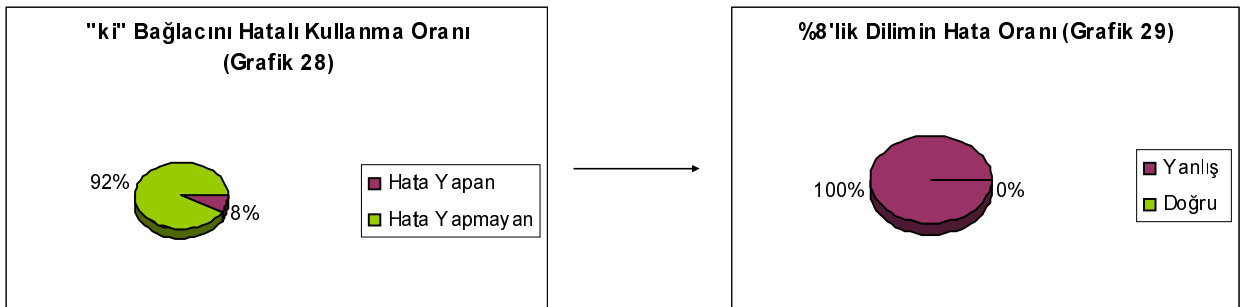 "ki" Bağlacını Hatalı Kullanma Oranı
(Grafik 28)
92%
8%
Hata Yapan
Hata Yapmayan
%8'lik Dilimin Hata Oranı (Grafik 29)
100%
0%
Yanlış
Doğru